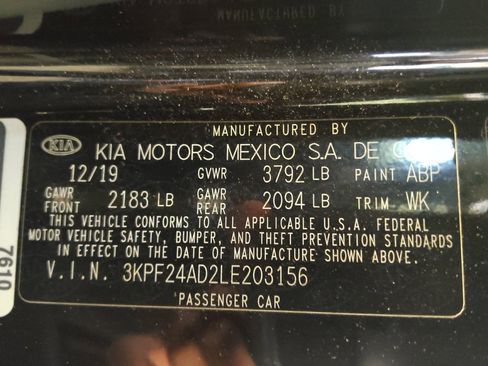 MANUFACTURED BY
KIA KIA MOTORS MEXICO S.A. DE
12/19 GVWR 3792 LB PAINT ABP
GAWR FRONT 2183 LB GAWR REAR 2094 LB TRIM WK
THIS VEHICLE CONFORMS TO ALL APPLICABLE U.S.A. FEDERAL
MOTOR VEHICLE SAFETY, BUMPER, AND THEFT PREVENTION STANDARDS
IN EFFECT ON THE DATE OF MANUFACTURE SHOWN ABOVE.
V.I.N. 3KPF24AD2LE203156
PASSENGER CAR
7610